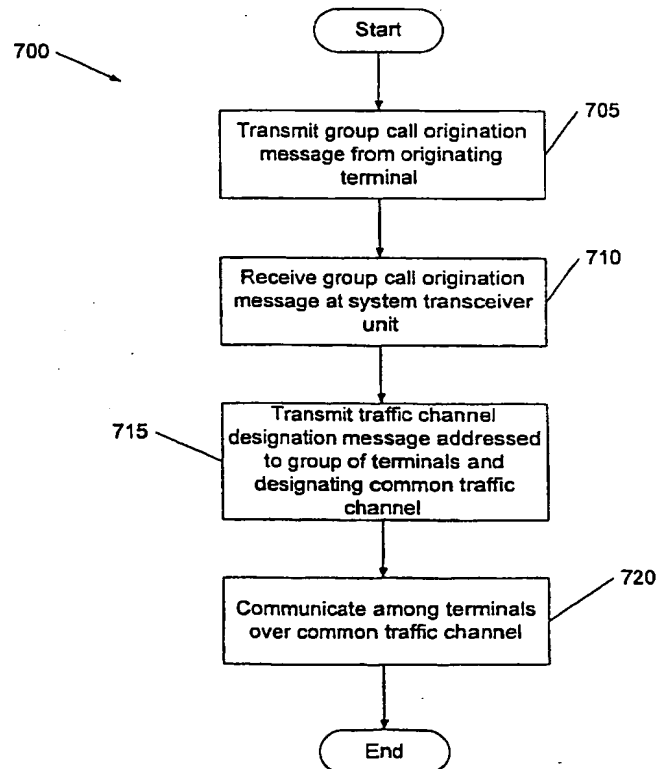 Start
700
705
Transmit group call origination
message from originating
terminal
710
Receive group call origination
message at system transceiver
unit
715
Transmit traffic channel
designation message addressed
to group of terminals and
designating common traffic
channel
720
Communicate among terminals
over common traffic channel
End